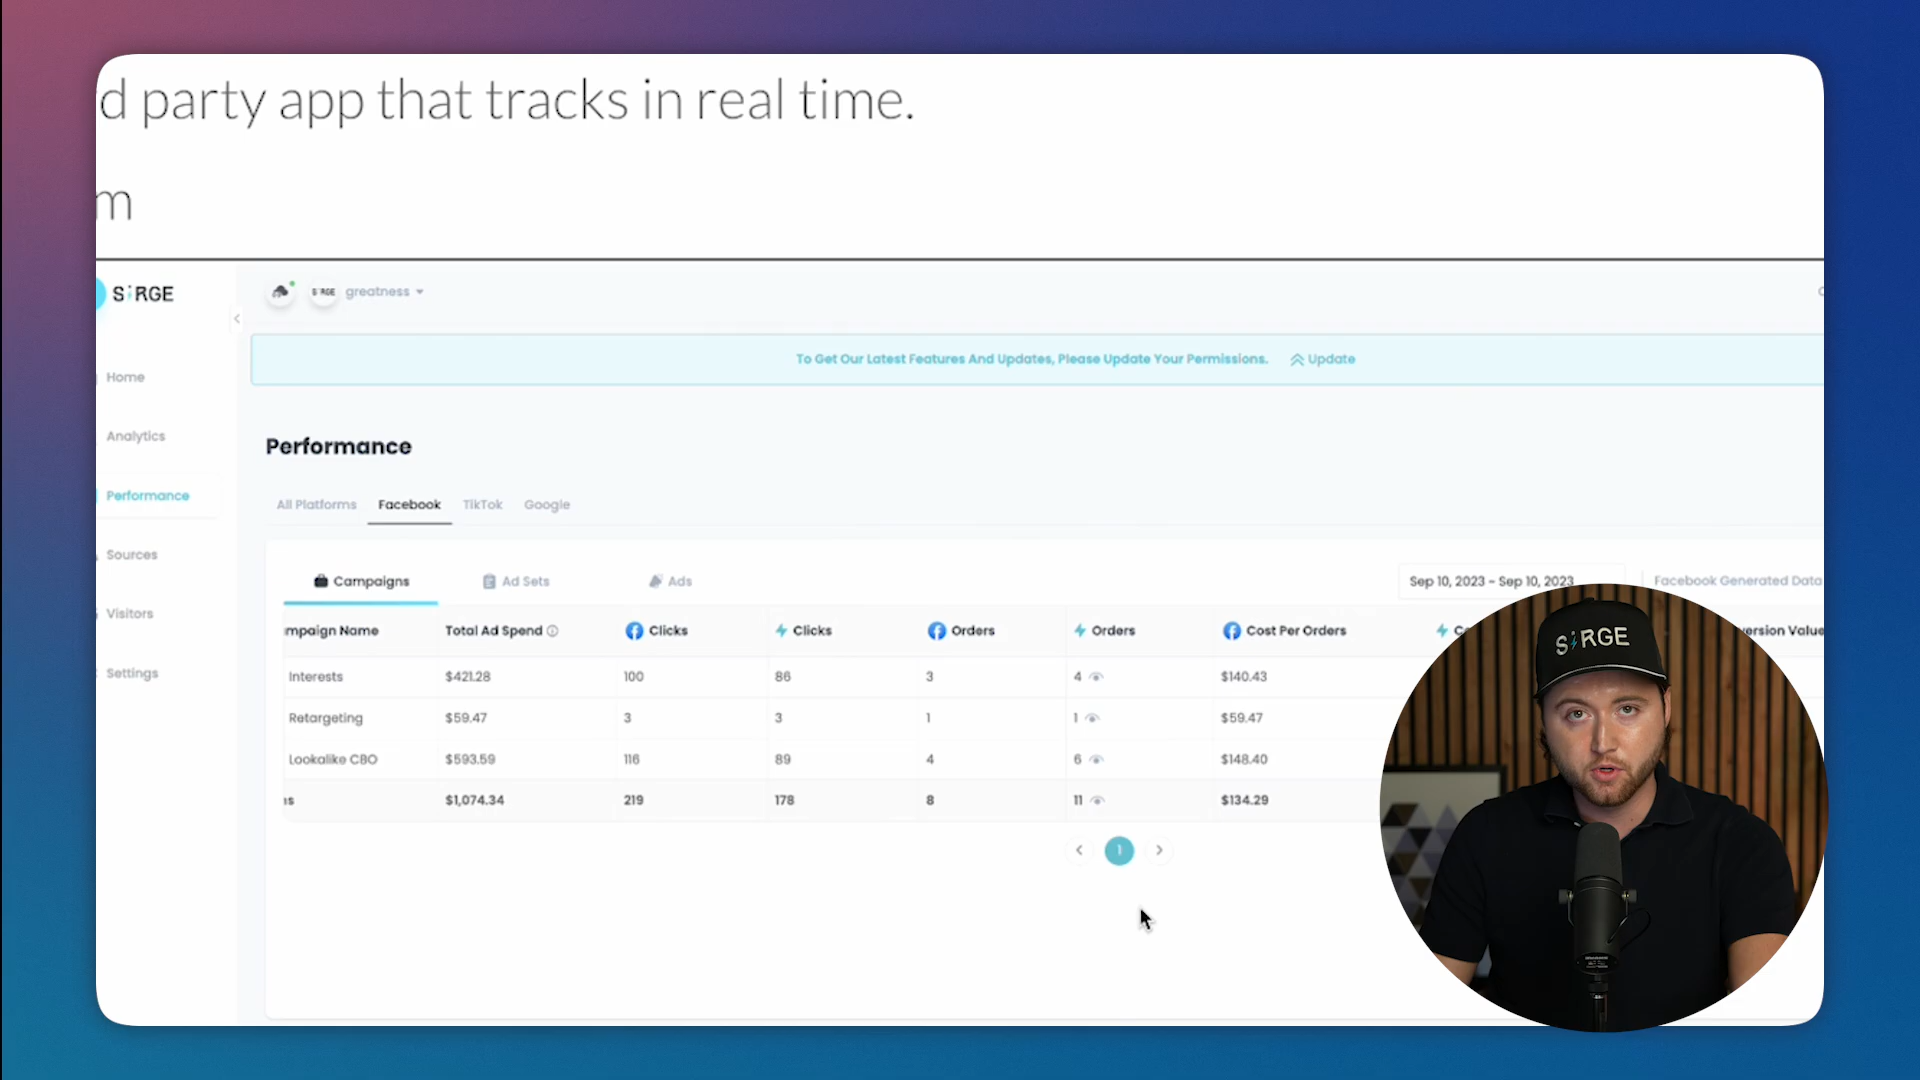 d party app that tracks in real time.
m
SIRGE
SIRGE greatness
To Get Our Latest Features And Updates, Please Update Your Permissions. Update
Home
Analytics
Performance
Sources
Visitors
Settings
Performance
All Platforms Facebook TikTok Google
Campaigns Ad Sets Ads Sep 10, 2023 - Sep 10, 2023 Facebook Generated Data
mpaign Name Total Ad Spend Clicks Clicks Orders Orders Cost Per Orders Co ersion Value
Interests $421.28 100 86 3 4 $140.43
Retargeting $59.47 3 3 1 1 $59.47
Lookalike CBO $593.59 116 89 4 6 $148.40
ns $1,074.34 219 178 8 11 $134.29
1
SIRGE